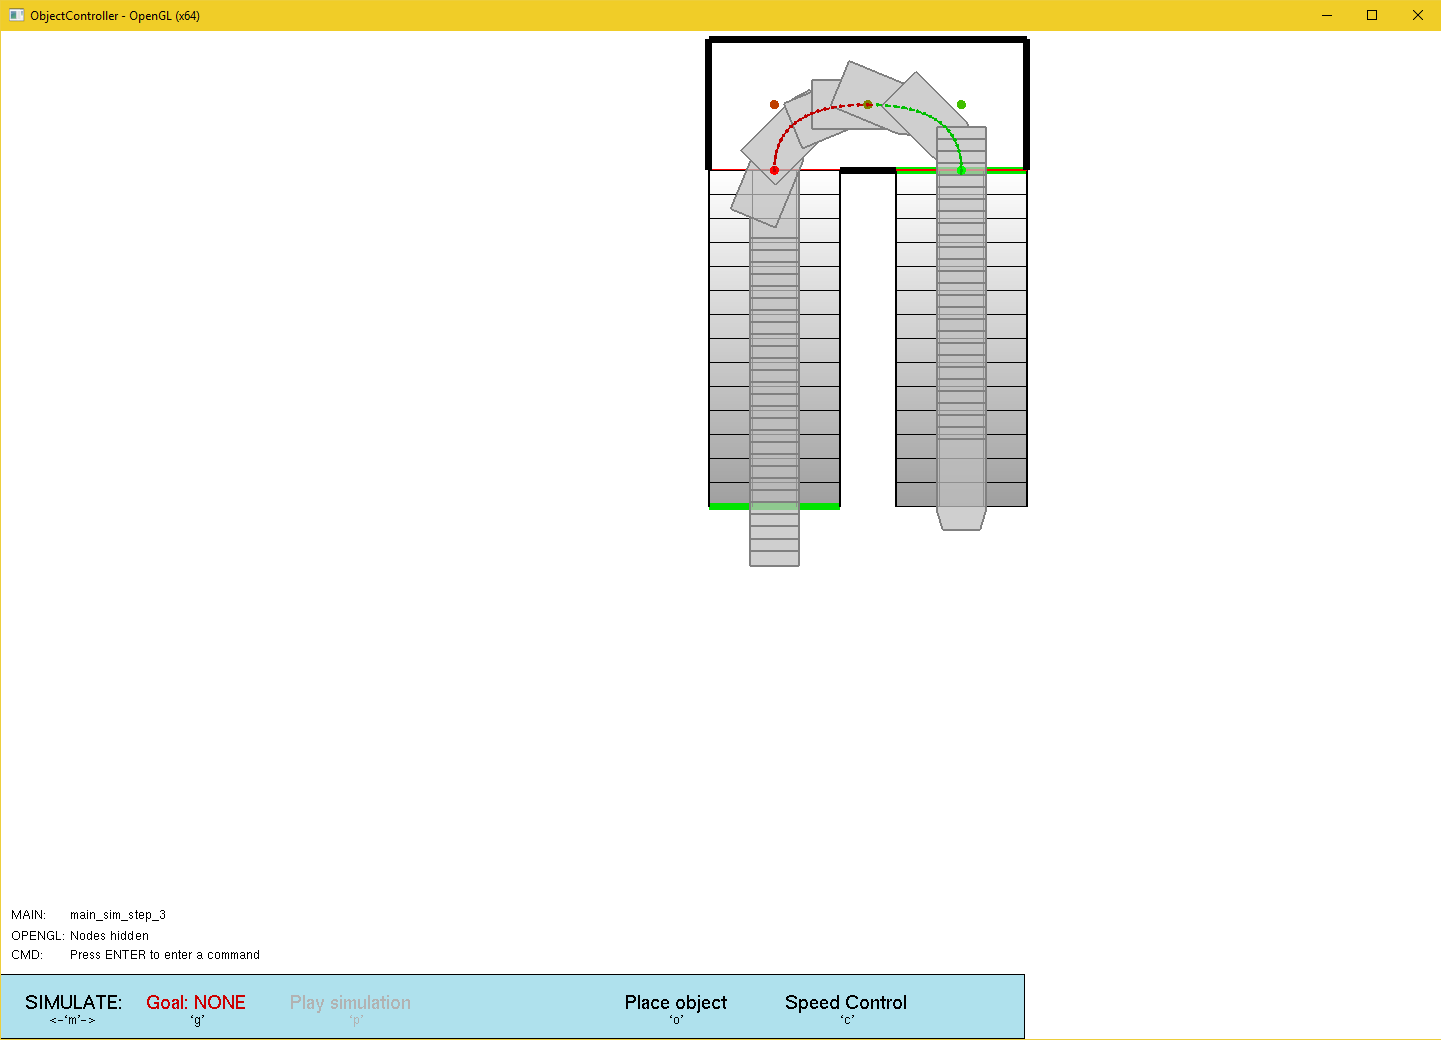 ObjectController - OpenGL (x64)
MAIN: main_sim_step_3
OPENGL: Nodes hidden
CMD: Press ENTER to enter a command
SIMULATE: Goal: NONE Play simulation Place object Speed Control
<-‘m’-> ‘g’ ‘p’ ‘o’ ‘c’